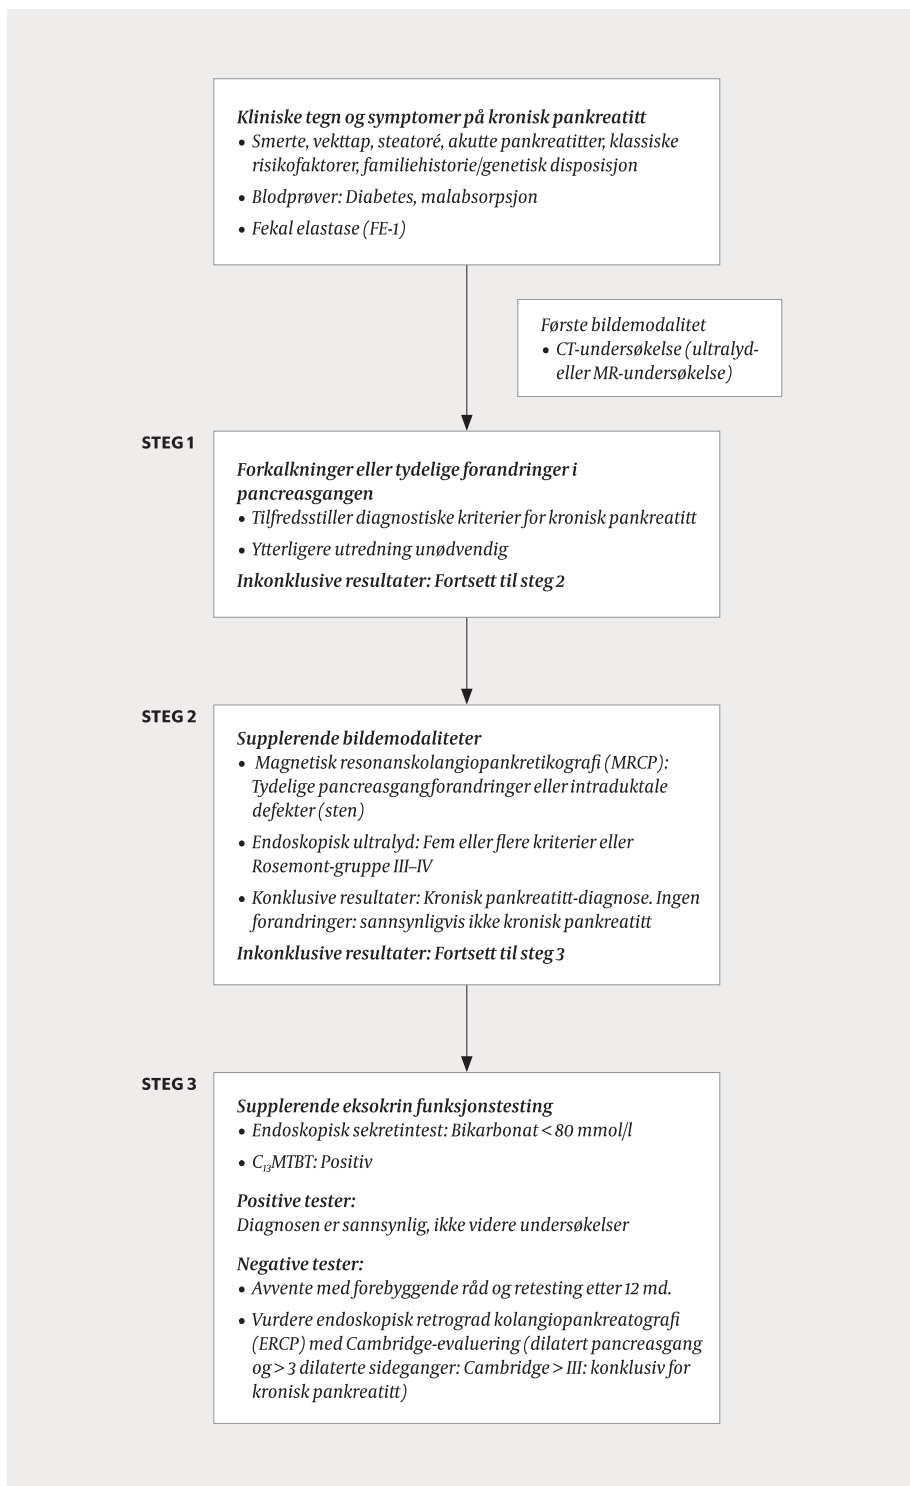 Kliniske tegn og symptomer på kronisk pankreatitt
• Smerte, vekttap, steatoré, akutte pankreatitter, klassiske
risikofaktorer, familiehistorie/genetisk disposisjon
• Blodprøver: Diabetes, malabsorpsjon
• Fekal elastase (FE-1)
Første bildemodalitet
• CT-undersøkelse (ultralyd-
eller MR-undersøkelse)
STEG 1
Forkalkninger eller tydelige forandringer i
pancreasgangen
• Tilfredsstiller diagnostiske kriterier for kronisk pankreatitt
• Ytterligere utredning unødvendig
Inkonklusive resultater: Fortsett til steg 2
STEG 2
Supplerende bildemodaliteter
• Magnetisk resonanskolangiopankretikografi (MRCP):
Tydelige pancreasgangforandringer eller intraduktale
defekter (sten)
• Endoskopisk ultralyd: Fem eller flere kriterier eller
Rosemont-gruppe III–IV
• Konklusive resultater: Kronisk pankreatitt-diagnose. Ingen
forandringer: sannsynligvis ikke kronisk pankreatitt
Inkonklusive resultater: Fortsett til steg 3
STEG 3
Supplerende eksokrin funksjonstesting
• Endoskopisk sekretintest: Bikarbonat < 80 mmol/l
• C₁₃MTBT: Positiv
Positive tester:
Diagnosen er sannsynlig, ikke videre undersøkelser
Negative tester:
• Avvente med forebyggende råd og retesting etter 12 md.
• Vurdere endoskopisk retrograd kolangiopankreatografi
(ERCP) med Cambridge-evaluering (dilatert pancreasgang
og > 3 dilaterte sideganger: Cambridge > III: konklusiv for
kronisk pankreatitt)